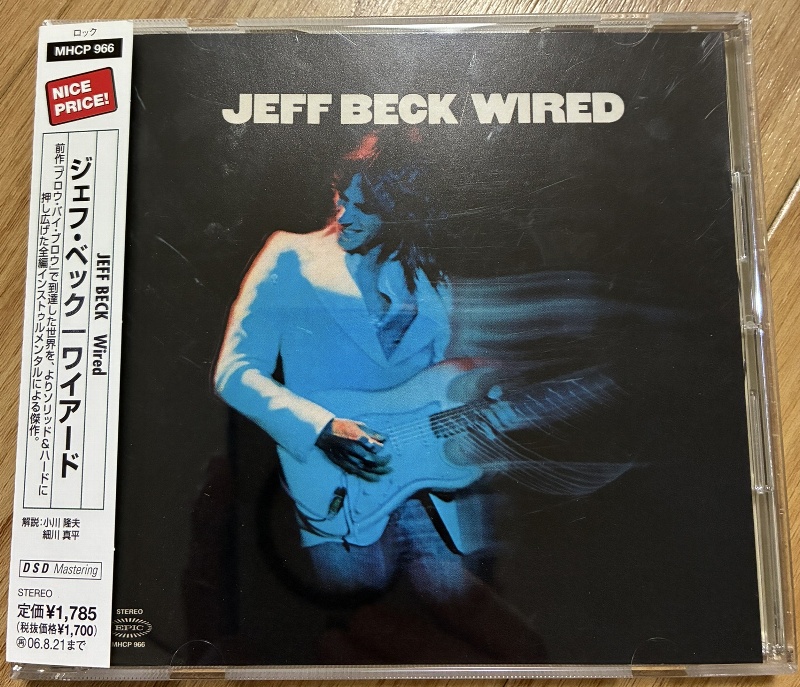 ロック
MHCP 966
NICE
PRICE!
JEFF BECK Wired
ジェフ・ベック|ワイアード
前作「ブロウ・バイ・ブロウ」で到達した世界を、よりソリッド&ハードに
押し広げた全編インストゥルメンタルによる傑作。
解説:小川 隆夫
細川 真平
DSD Mastering
STEREO
定価¥1,785
(税抜価格¥1,700)
㋐06.8.21まで
JEFF BECK/WIRED
STEREO
EPIC
MHCP 966